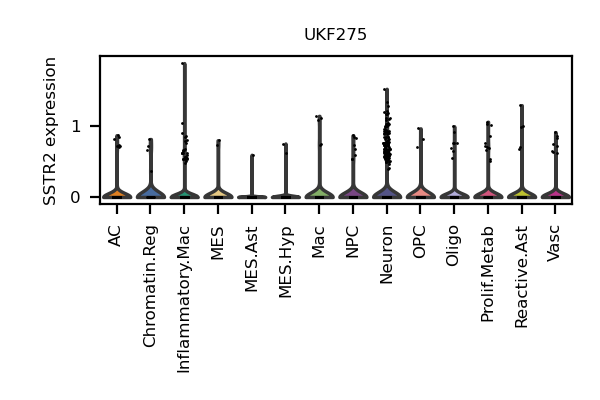 UKF275
SSTR2 expression
1
0
AC
Chromatin.Reg
Inflammatory.Mac
MES
MES.Ast
MES.Hyp
Mac
NPC
Neuron
OPC
Oligo
Prolif.Metab
Reactive.Ast
Vasc